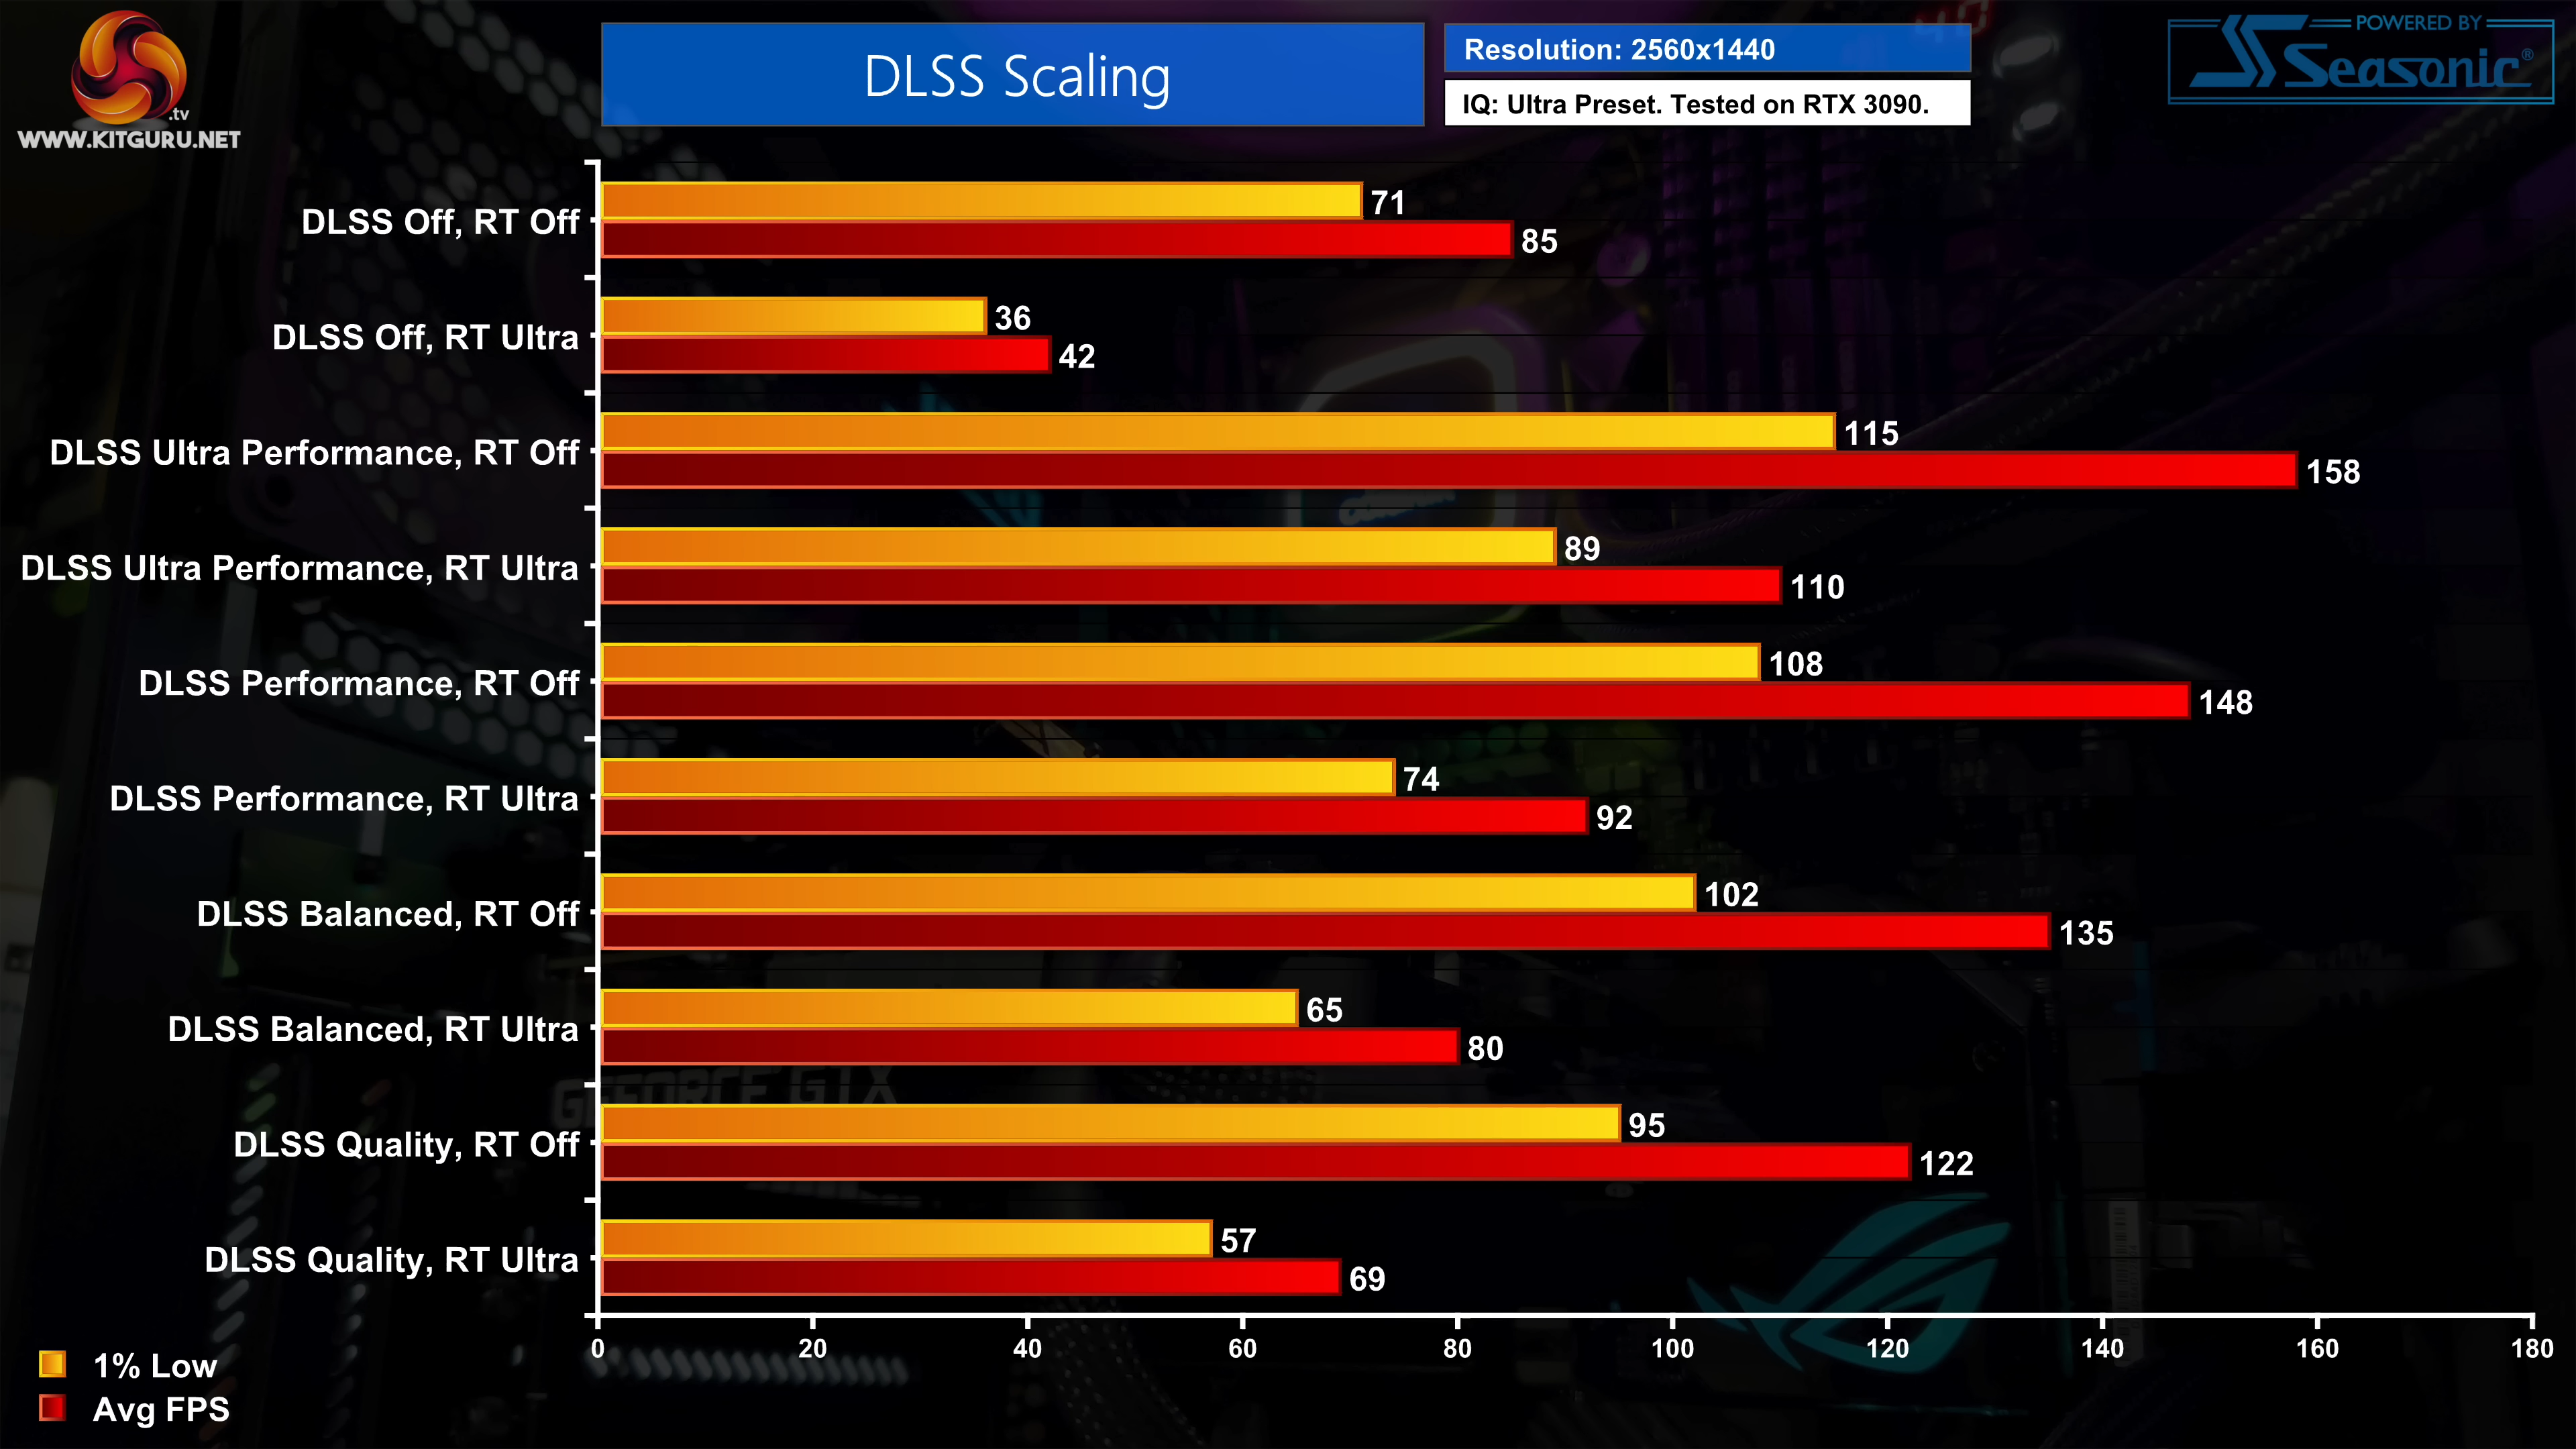 .tv
WWW.KITGURU.NET
DLSS Scaling
Resolution: 2560x1440
IQ: Ultra Preset. Tested on RTX 3090.
POWERED BY
Seasonic®
DLSS Off, RT Off
71
85
DLSS Off, RT Ultra
36
42
DLSS Ultra Performance, RT Off
115
158
DLSS Ultra Performance, RT Ultra
89
110
DLSS Performance, RT Off
108
148
DLSS Performance, RT Ultra
74
92
DLSS Balanced, RT Off
102
135
DLSS Balanced, RT Ultra
65
80
GEFORCE GTX
DLSS Quality, RT Off
95
122
DLSS Quality, RT Ultra
57
69
0 20 40 60 80 100 120 140 160 180
1% Low
Avg FPS